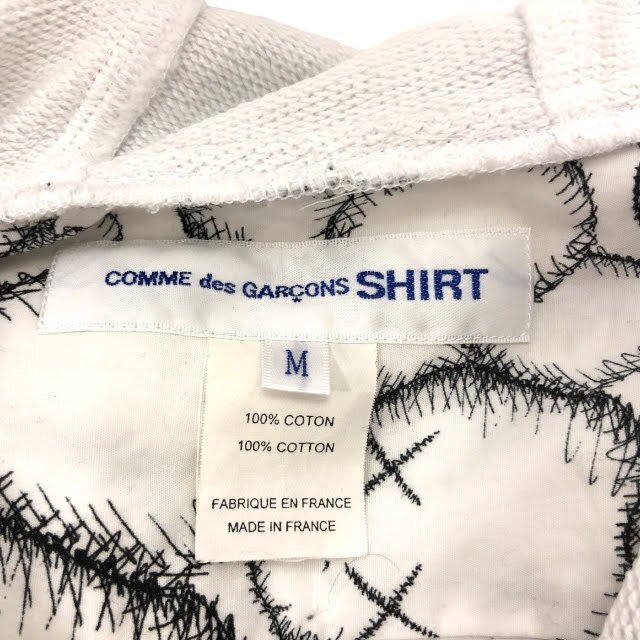 COMME des GARÇONS SHIRT
M
100% COTON
100% COTTON
FABRIQUE EN FRANCE
MADE IN FRANCE